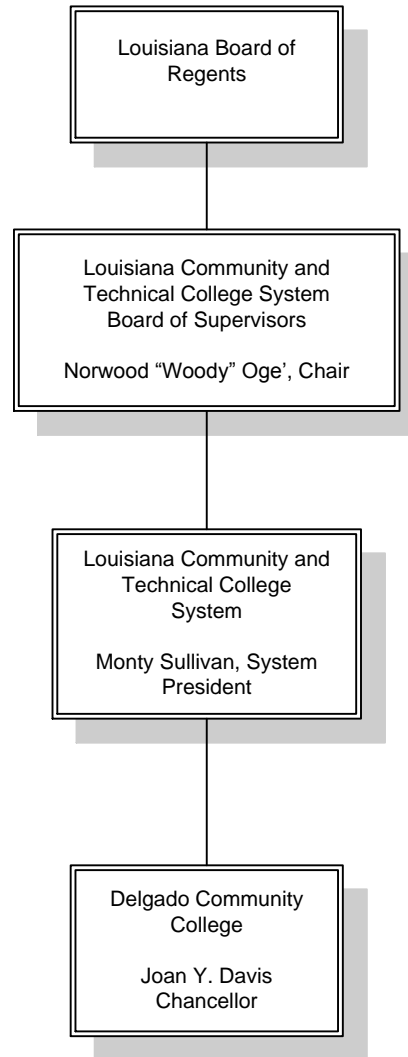 Louisiana Board of
Regents
Louisiana Community and
Technical College System
Board of Supervisors
Norwood “Woody” Oge’, Chair
Louisiana Community and
Technical College
System
Monty Sullivan, System
President
Delgado Community
College
Joan Y. Davis
Chancellor